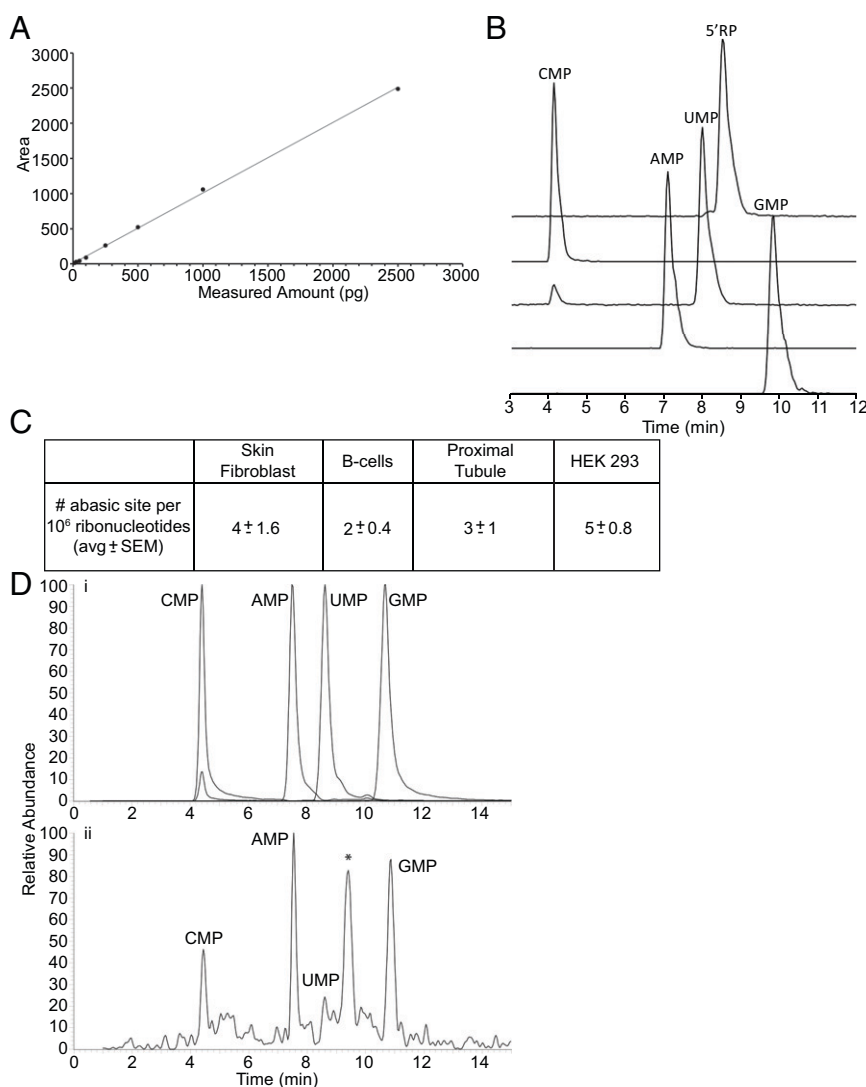 A
Area
3000
2500
2000
1500
1000
500
0
0 500 1000 1500 2000 2500 3000
Measured Amount (pg)
B
5'RP
CMP
UMP
AMP
GMP
3 4 5 6 7 8 9 10 11 12
Time (min)
C
Skin Fibroblast
B-cells
Proximal Tubule
HEK 293
# abasic site per
10⁶ ribonucleotides
(avg ± SEM)
4 ± 1.6
2 ± 0.4
3 ± 1
5 ± 0.8
D
i
Relative Abundance
100
90
80
70
60
50
40
30
20
10
0
CMP AMP UMP GMP
0 2 4 6 8 10 12 14
ii
100
90
80
70
60
50
40
30
20
10
0
AMP
*
GMP
CMP
UMP
0 2 4 6 8 10 12 14
Time (min)